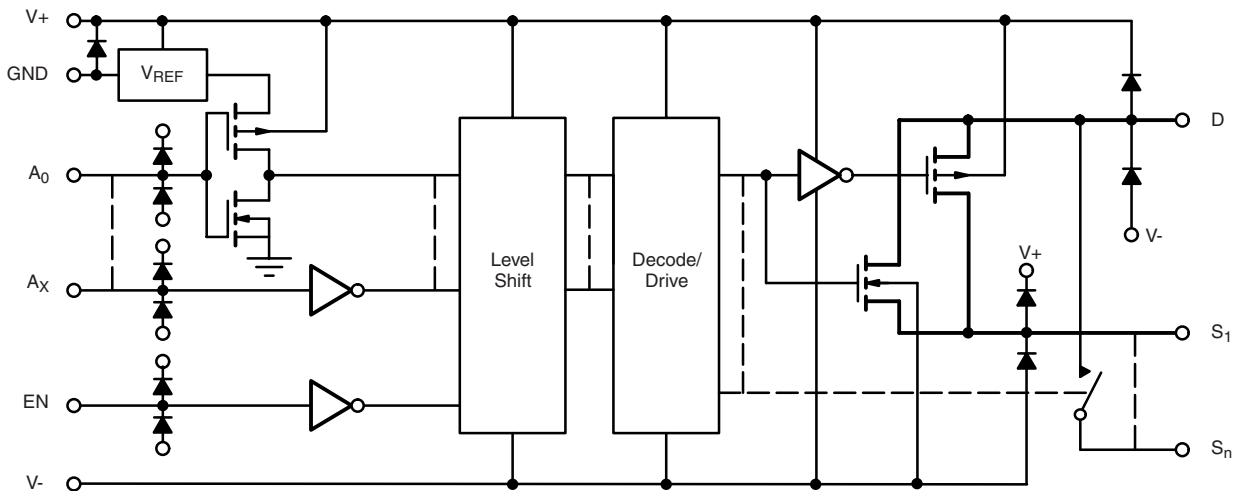 V+
GND
VREF
A0
AX
EN
V-
Level
Shift
Decode/
Drive
D
V-
V+
S1
Sn